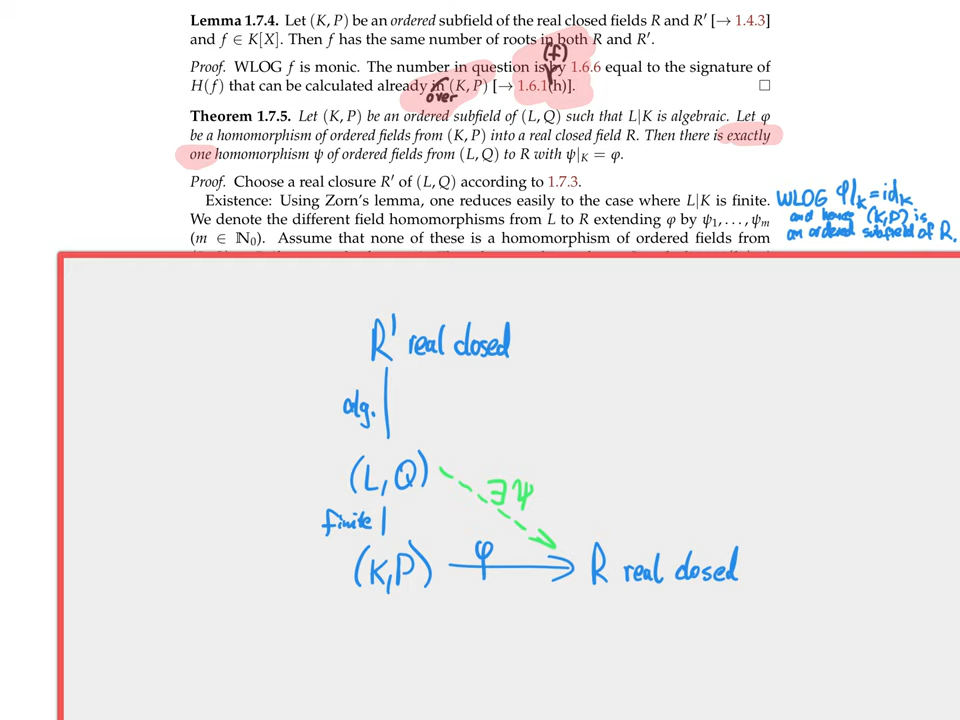 Lemma 1.7.4. Let (K, P) be an ordered subfield of the real closed fields R and R′ [→ 1.4.3]
and f ∈ K[X]. Then f has the same number of roots in both R and R′.
(f)
Proof. WLOG f is monic. The number in question is by 1.6.6 equal to the signature of
H(f) that can be calculated already in (K, P) [→ 1.6.1(h)]. □
over
Theorem 1.7.5. Let (K, P) be an ordered subfield of (L, Q) such that L|K is algebraic. Let φ
be a homomorphism of ordered fields from (K, P) into a real closed field R. Then there is exactly
one homomorphism ψ of ordered fields from (L, Q) to R with ψ|K = φ.
Proof. Choose a real closure R′ of (L, Q) according to 1.7.3.
Existence: Using Zorn's lemma, one reduces easily to the case where L|K is finite.
We denote the different field homomorphisms from L to R extending φ by ψ1, . . . , ψm
(m ∈ ℕ0). Assume that none of these is a homomorphism of ordered fields from
WLOG φ|K = idK
and hence (K,P) is
an ordered subfield of R.
R′ real closed
alg.
(L,Q)
∃ψ
finite
(K,P) φ R real closed